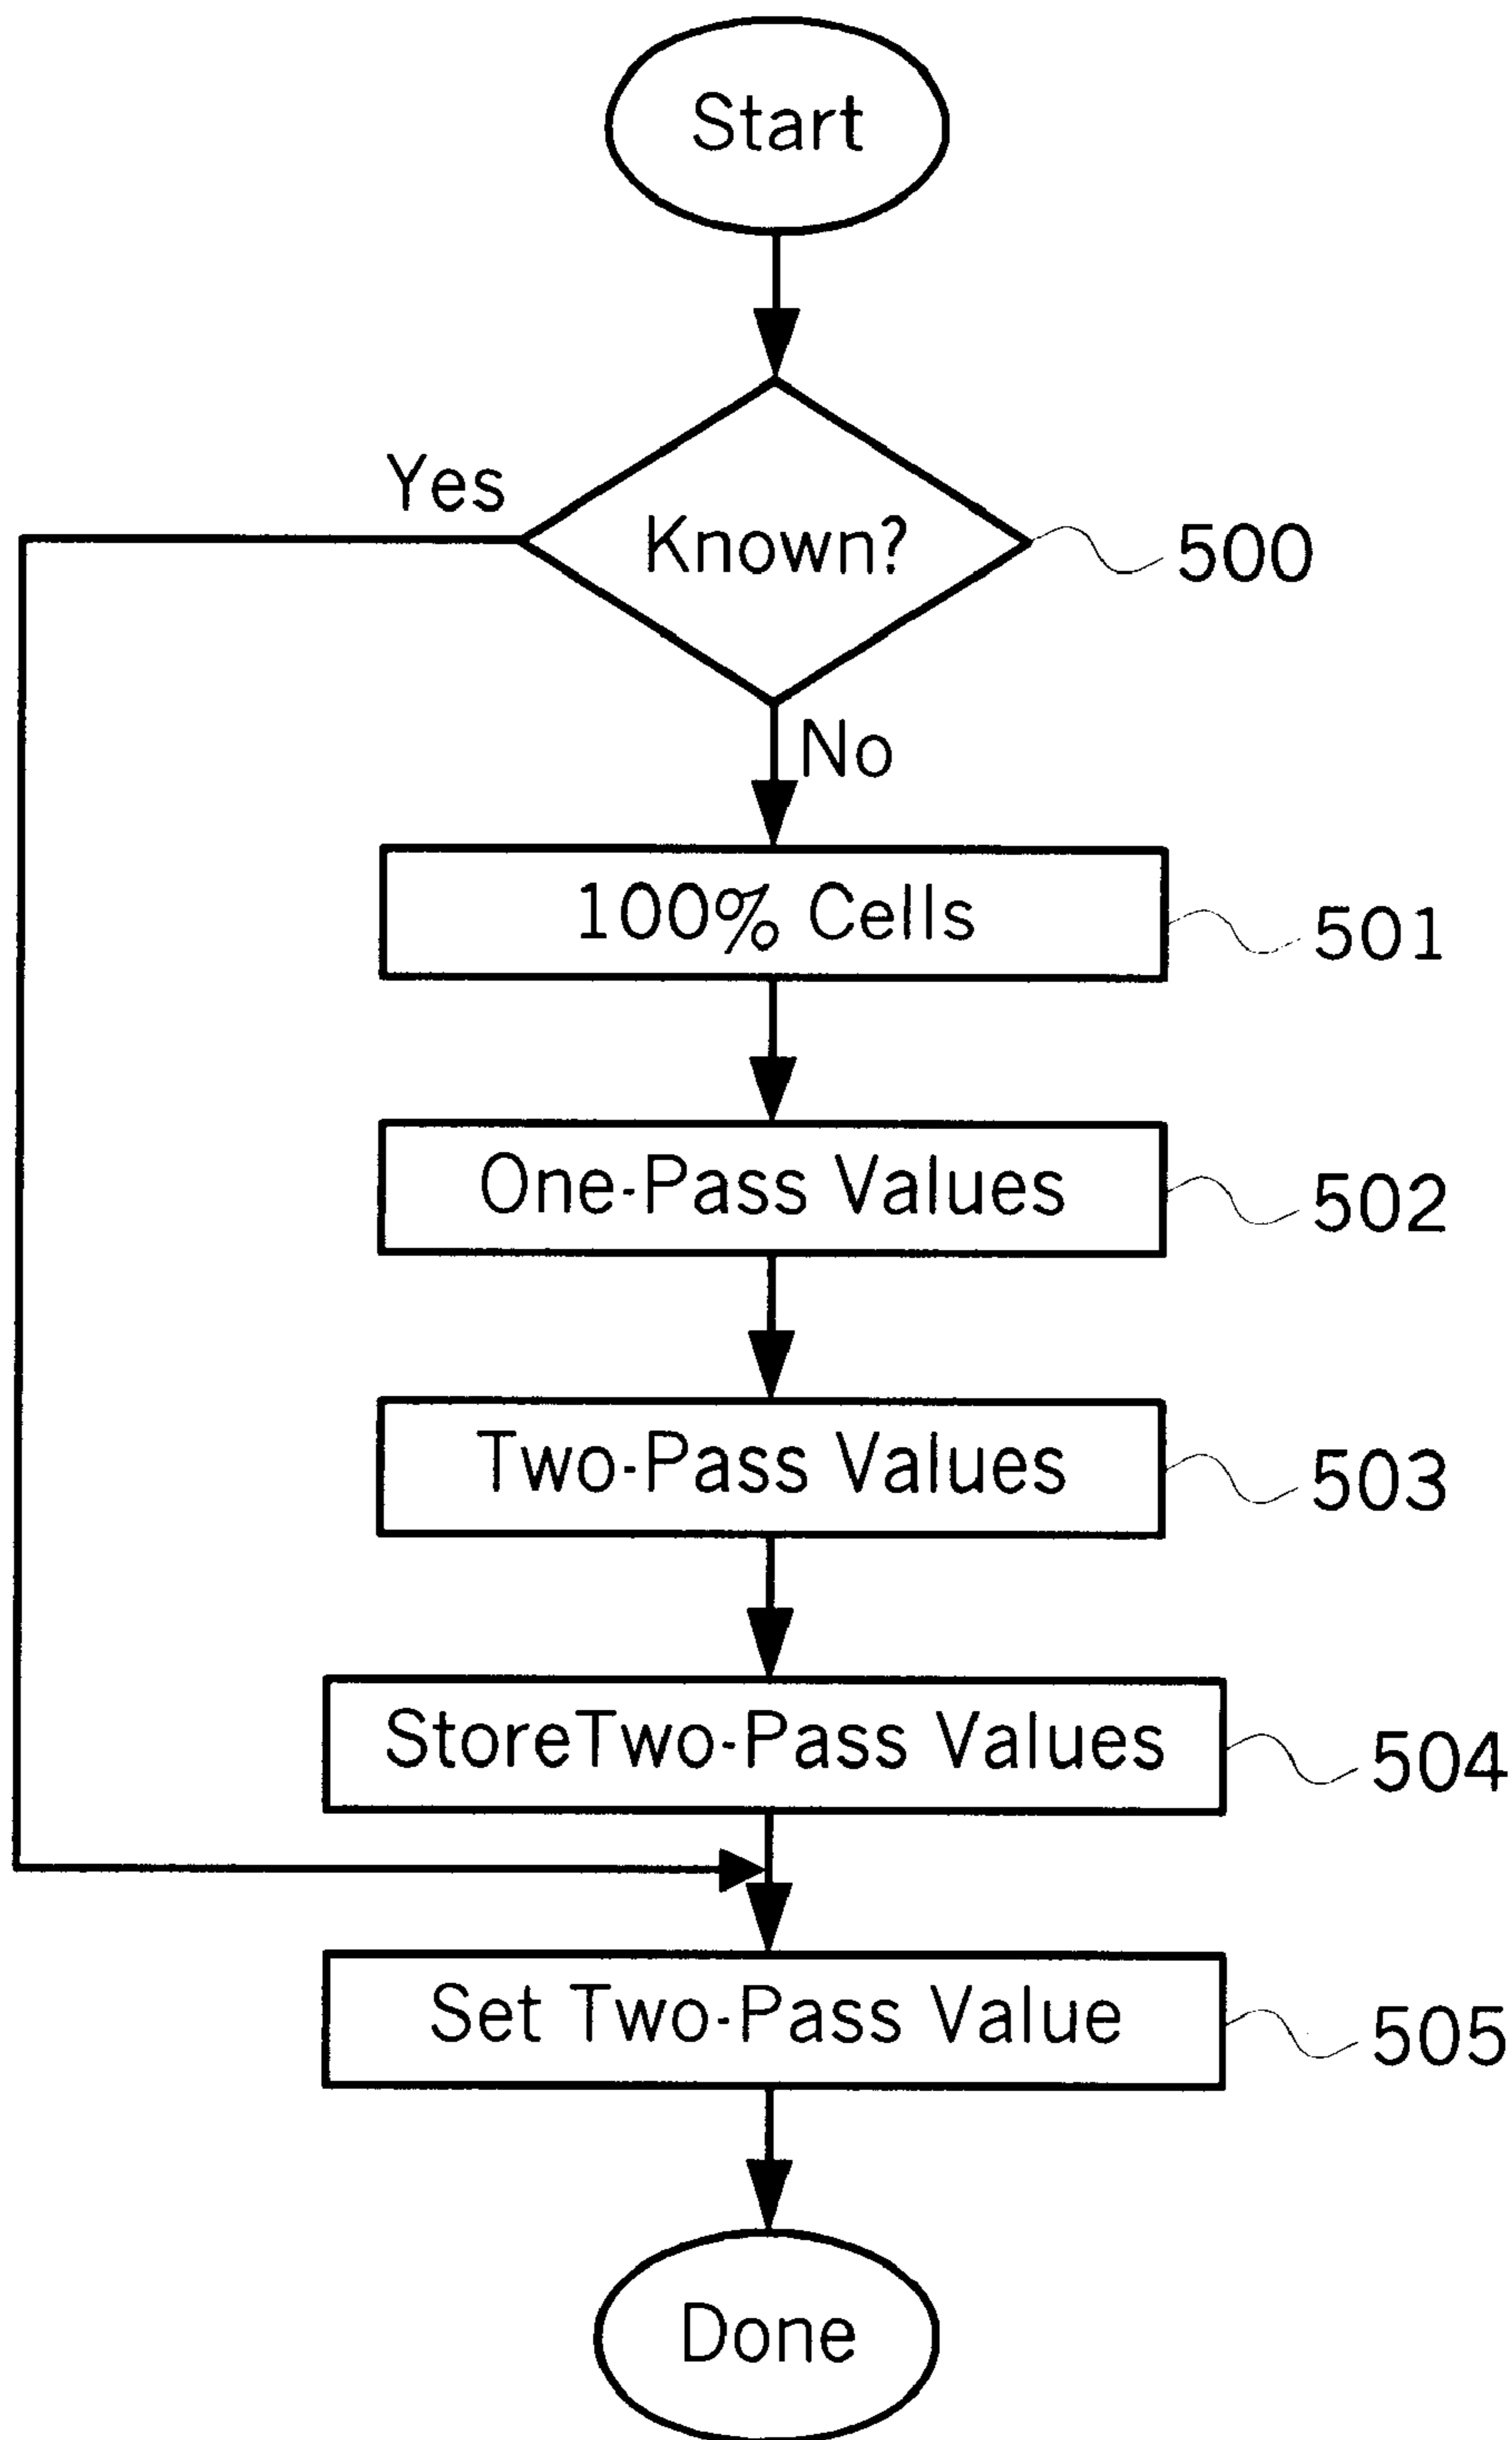 Start
Yes
Known?
500
No
100% Cells
501
One-Pass Values
502
Two-Pass Values
503
StoreTwo-Pass Values
504
Set Two-Pass Value
505
Done